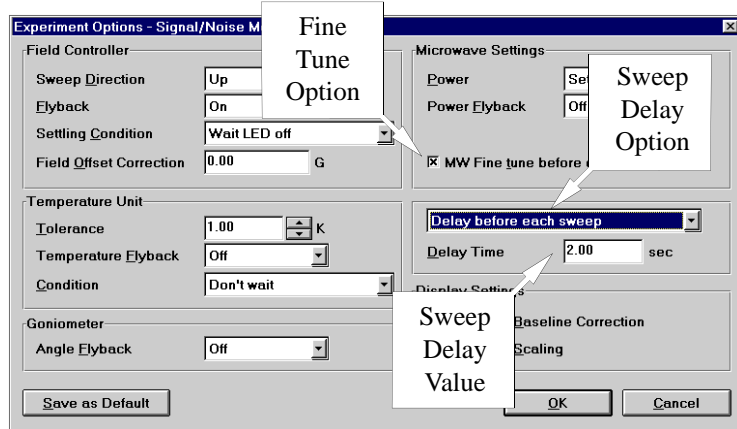 Experiment Options - Signal/Noise M
Fine
Tune
Option
Field Controller
Sweep Direction
Up
Flyback
On
Settling Condition
Wait LED off
Field Offset Correction
0.00
G
Microwave Settings
Power
Set
Power Flyback
Off
Sweep
Delay
Option
MW Fine tune before
Temperature Unit
Tolerance
1.00
K
Temperature Flyback
Off
Condition
Don't wait
Delay before each sweep
Delay Time
2.00
sec
Display Settings
Baseline Correction
Scaling
Sweep
Delay
Value
Goniometer
Angle Flyback
Off
Save as Default
OK
Cancel